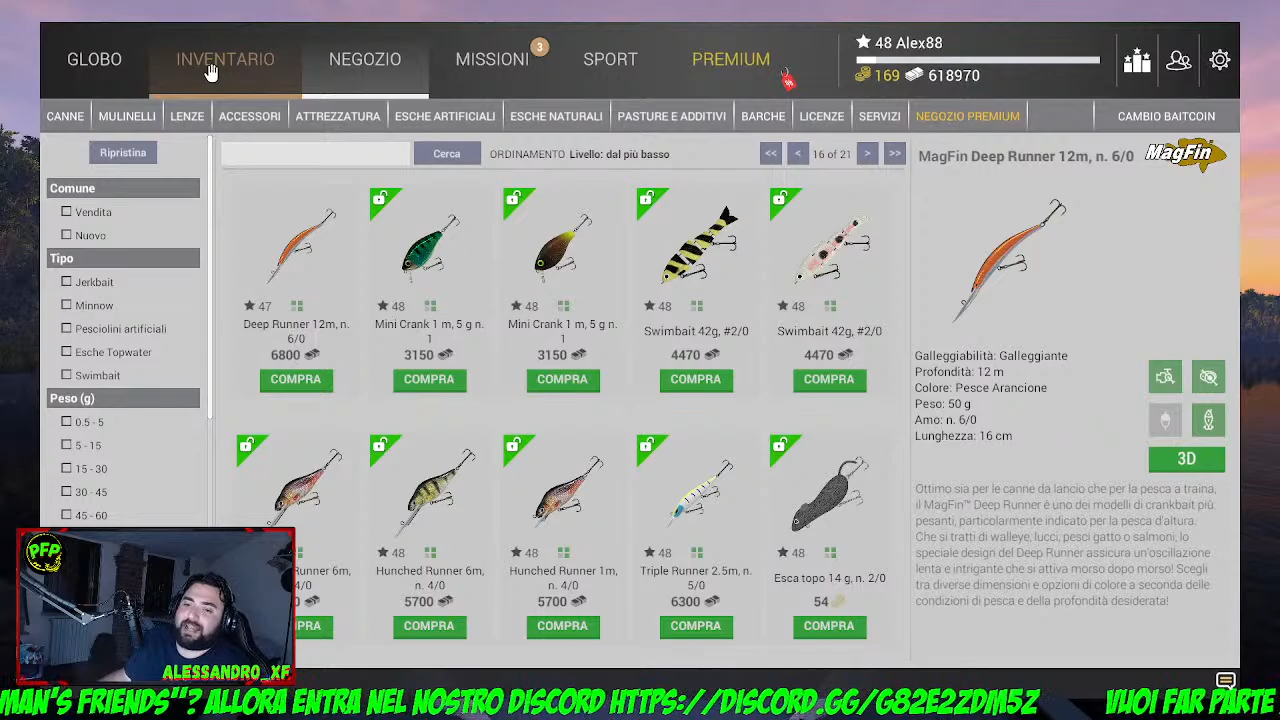 GLOBO
INVENTARIO
NEGOZIO
MISSIONI
3
SPORT
PREMIUM
48 Alex88
169 618970
CANNE
MULINELLI
LENZE
ACCESSORI
ATTREZZATURA
ESCHE ARTIFICIALI
ESCHE NATURALI
PASTURE E ADDITIVI
BARCHE
LICENZE
SERVIZI
NEGOZIO PREMIUM
CAMBIO BAITCOIN
Ripristina
Cerca
ORDINAMENTO Livello: dal più basso
<< < 16 of 21 > >>
Comune
Vendita
Nuovo
Tipo
Jerkbait
Minnow
Pesciolini artificiali
Esche Topwater
Swimbait
Peso (g)
0.5 - 5
5 - 15
15 - 30
30 - 45
45 - 60
47
Deep Runner 12m, n.
6/0
6800
COMPRA
48
Mini Crank 1 m, 5 g n.
1
3150
COMPRA
48
Mini Crank 1 m, 5 g n.
1
3150
COMPRA
48
Swimbait 42g, #2/0
4470
COMPRA
48
Swimbait 42g, #2/0
4470
COMPRA
Runner 6m,
4/0
PRA
48
Hunched Runner 6m,
n. 4/0
5700
COMPRA
48
Hunched Runner 1m,
n. 4/0
5700
COMPRA
48
Triple Runner 2.5m, n.
5/0
6300
COMPRA
48
Esca topo 14 g, n. 2/0
54
COMPRA
MagFin Deep Runner 12m, n. 6/0
MagFin
Galleggiabilità: Galleggiante
Profondità: 12 m
Colore: Pesce Arancione
Peso: 50 g
Amo: n. 6/0
Lunghezza: 16 cm
3D
Ottimo sia per le canne da lancio che per la pesca a traina,
il MagFin™ Deep Runner è uno dei modelli di crankbait più
pesanti, particolarmente indicato per la pesca d'altura.
Che si tratti di walleye, lucci, pesci gatto o salmoni, lo
speciale design del Deep Runner assicura un'oscillazione
lenta e intrigante che si attiva morso dopo morso! Scegli
tra diverse dimensioni e opzioni di colore a seconda delle
condizioni di pesca e della profondità desiderata!
PFP
ALESSANDRO_XF
MAN'S FRIENDS"? ALLORA ENTRA NEL NOSTRO DISCORD HTTPS://DISCORD.GG/G82E2ZDM5Z VUOI FAR PARTE